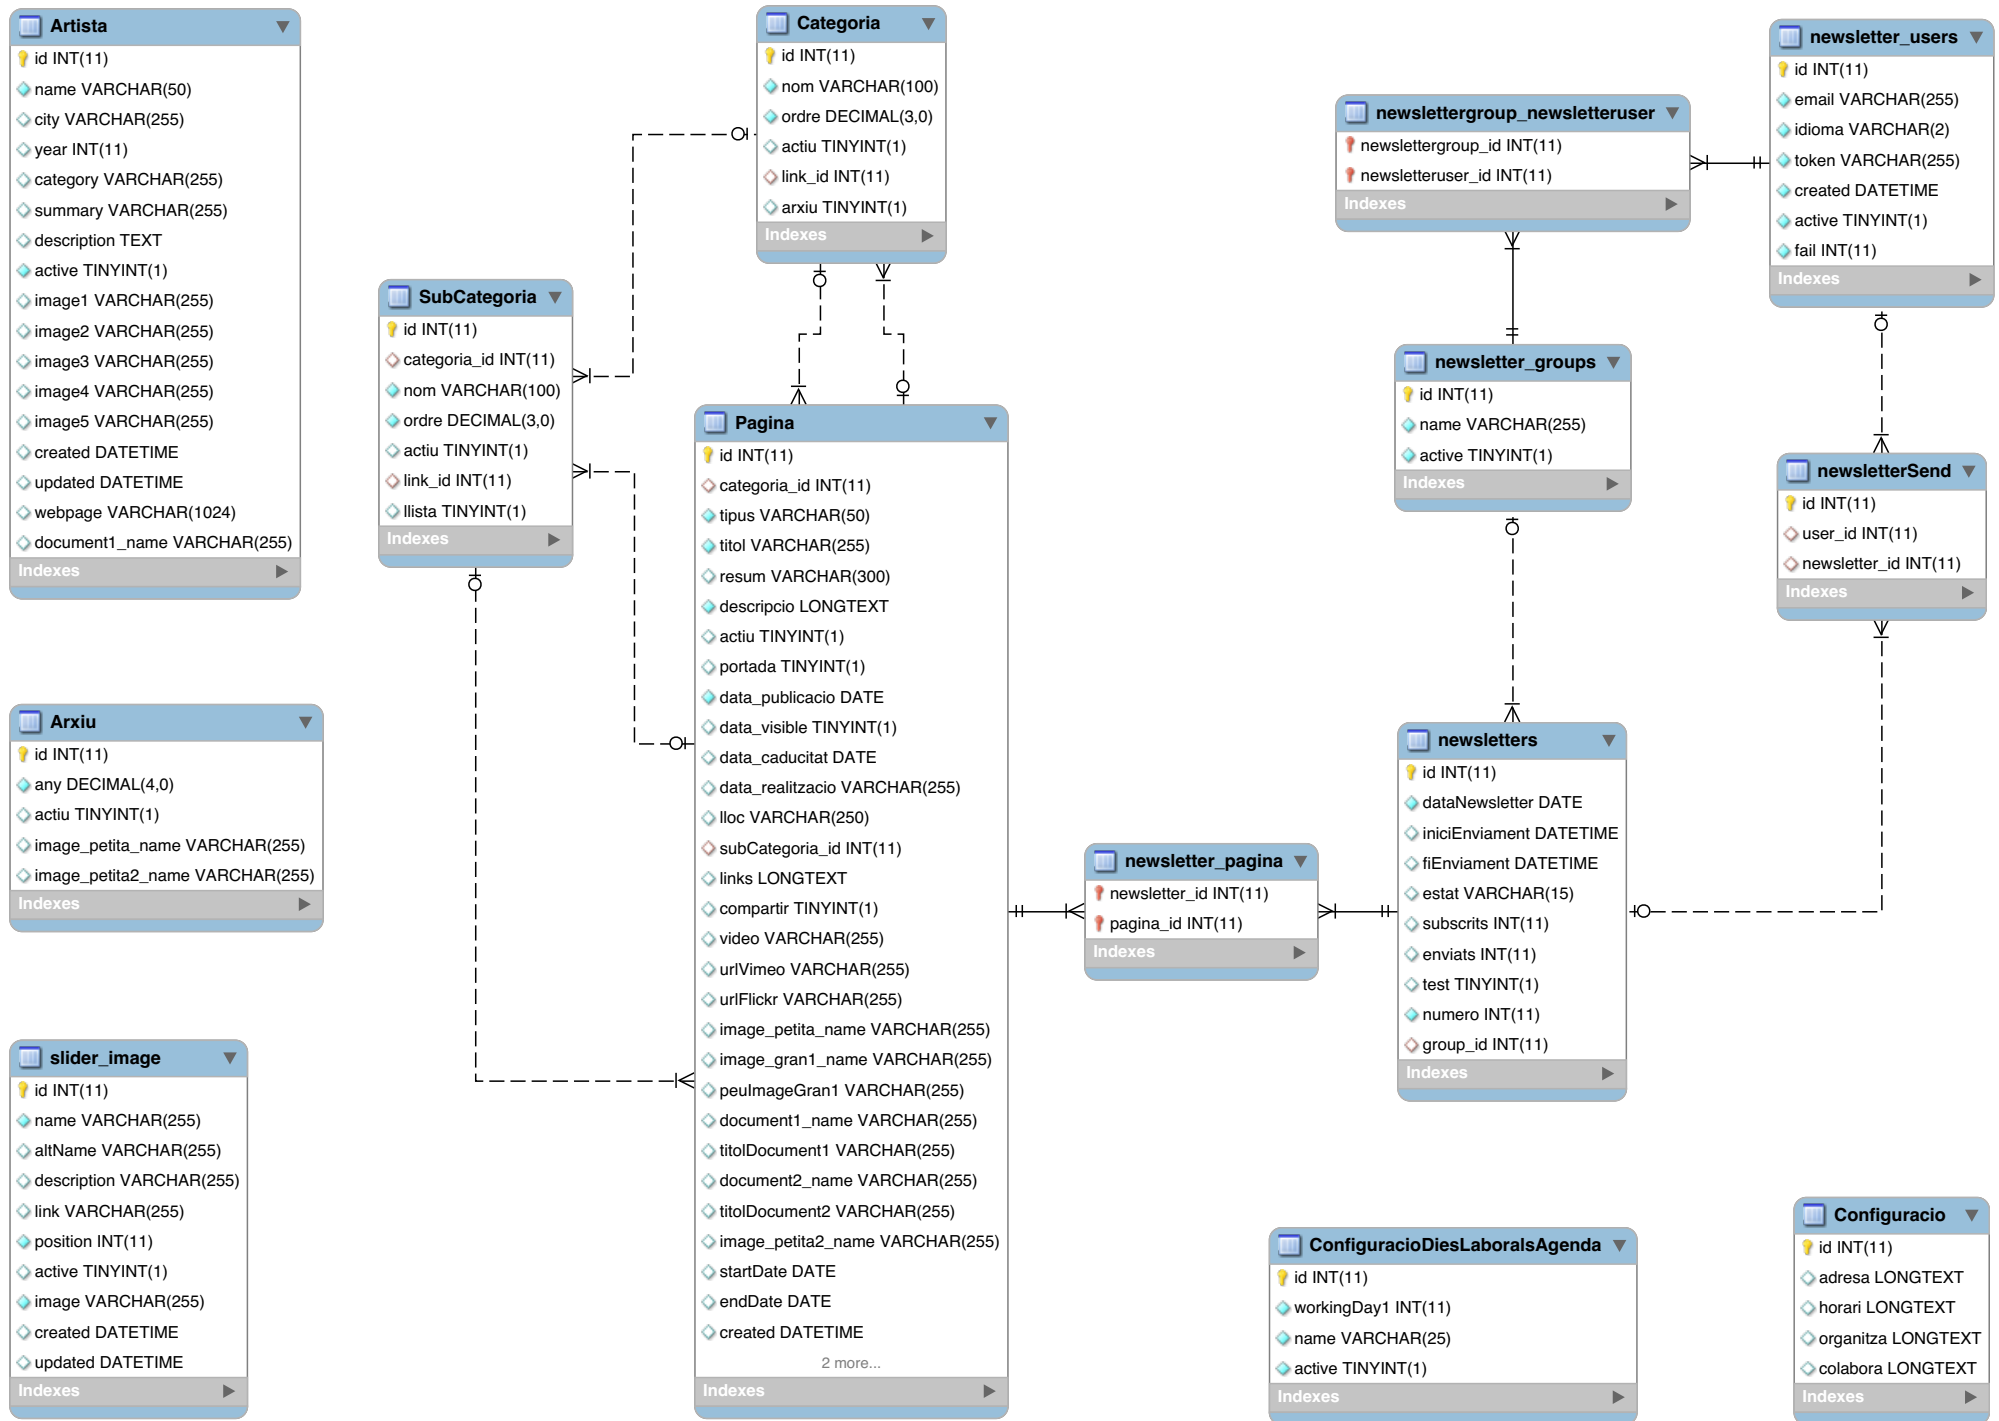 Artista
id INT(11)
name VARCHAR(50)
city VARCHAR(255)
year INT(11)
category VARCHAR(255)
summary VARCHAR(255)
description TEXT
active TINYINT(1)
image1 VARCHAR(255)
image2 VARCHAR(255)
image3 VARCHAR(255)
image4 VARCHAR(255)
image5 VARCHAR(255)
created DATETIME
updated DATETIME
webpage VARCHAR(1024)
document1_name VARCHAR(255)
Indexes
Arxiu
id INT(11)
any DECIMAL(4,0)
actiu TINYINT(1)
image_petita_name VARCHAR(255)
image_petita2_name VARCHAR(255)
Indexes
slider_image
id INT(11)
name VARCHAR(255)
altName VARCHAR(255)
description VARCHAR(255)
link VARCHAR(255)
position INT(11)
active TINYINT(1)
image VARCHAR(255)
created DATETIME
updated DATETIME
Indexes
SubCategoria
id INT(11)
categoria_id INT(11)
nom VARCHAR(100)
ordre DECIMAL(3,0)
actiu TINYINT(1)
link_id INT(11)
llista TINYINT(1)
Indexes
Categoria
id INT(11)
nom VARCHAR(100)
ordre DECIMAL(3,0)
actiu TINYINT(1)
link_id INT(11)
arxiu TINYINT(1)
Indexes
Pagina
id INT(11)
categoria_id INT(11)
tipus VARCHAR(50)
titol VARCHAR(255)
resum VARCHAR(300)
descripcio LONGTEXT
actiu TINYINT(1)
portada TINYINT(1)
data_publicacio DATE
data_visible TINYINT(1)
data_caducitat DATE
data_realitzacio VARCHAR(255)
lloc VARCHAR(250)
subCategoria_id INT(11)
links LONGTEXT
compartir TINYINT(1)
video VARCHAR(255)
urlVimeo VARCHAR(255)
urlFlickr VARCHAR(255)
image_petita_name VARCHAR(255)
image_gran1_name VARCHAR(255)
peuImageGran1 VARCHAR(255)
document1_name VARCHAR(255)
titolDocument1 VARCHAR(255)
document2_name VARCHAR(255)
titolDocument2 VARCHAR(255)
image_petita2_name VARCHAR(255)
startDate DATE
endDate DATE
created DATETIME
2 more...
Indexes
newsletter_pagina
newsletter_id INT(11)
pagina_id INT(11)
Indexes
newslettergroup_newsletteruser
newslettergroup_id INT(11)
newsletteruser_id INT(11)
Indexes
newsletter_groups
id INT(11)
name VARCHAR(255)
active TINYINT(1)
Indexes
newsletters
id INT(11)
dataNewsletter DATE
iniciEnviament DATETIME
fiEnviament DATETIME
estat VARCHAR(15)
subscrits INT(11)
enviats INT(11)
test TINYINT(1)
numero INT(11)
group_id INT(11)
Indexes
newsletter_users
id INT(11)
email VARCHAR(255)
idioma VARCHAR(2)
token VARCHAR(255)
created DATETIME
active TINYINT(1)
fail INT(11)
Indexes
newsletterSend
id INT(11)
user_id INT(11)
newsletter_id INT(11)
Indexes
ConfiguracioDiesLaboralsAgenda
id INT(11)
workingDay1 INT(11)
name VARCHAR(25)
active TINYINT(1)
Indexes
Configuracio
id INT(11)
adresa LONGTEXT
horari LONGTEXT
organitza LONGTEXT
colabora LONGTEXT
Indexes